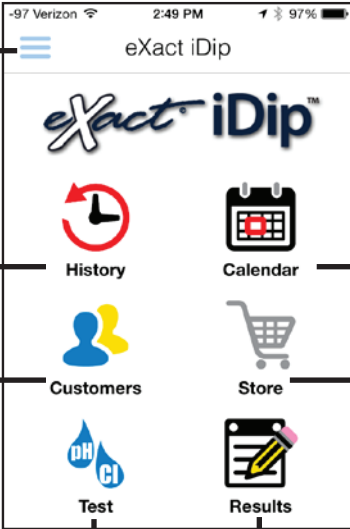 -97 Verizon 2:49 PM 97%
eXact iDip
eXact® iDip™
History Calendar
Customers Store
pH
Cl
Test Results